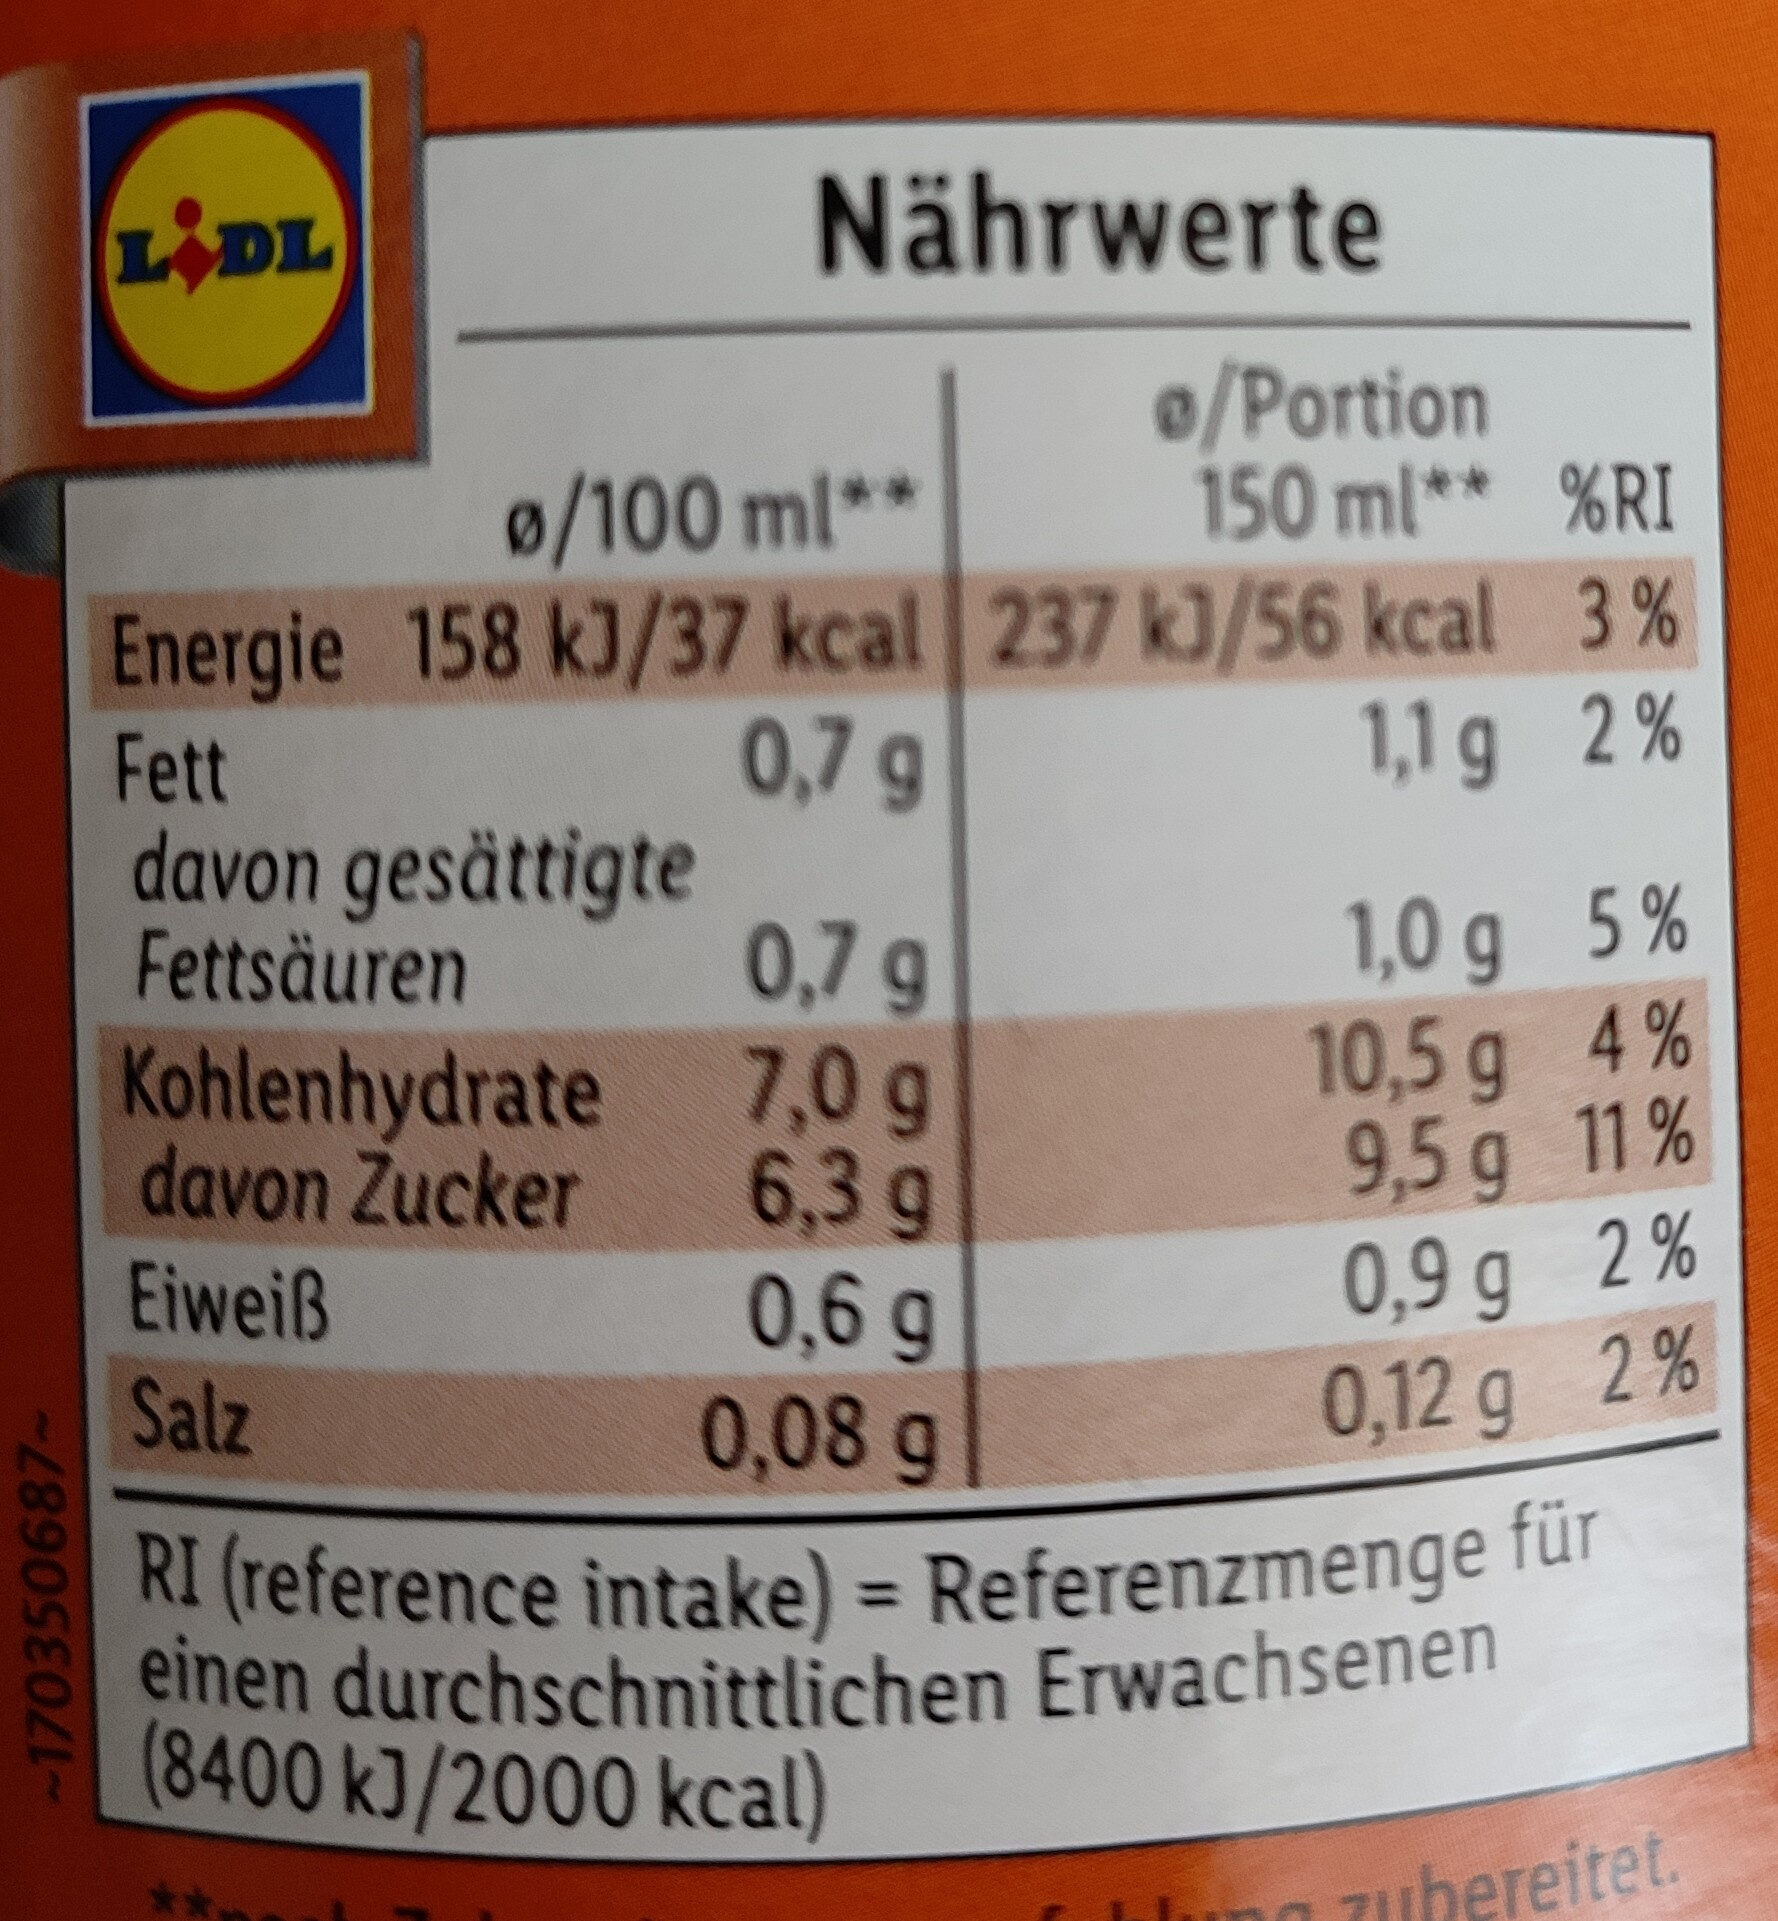 LIDL
Nährwerte
ø/Portion
ø/100 ml** 150 ml** %RI
Energie 158 kJ/37 kcal 237 kJ/56 kcal 3 %
Fett 0,7 g 1,1 g 2 %
davon gesättigte
Fettsäuren 0,7 g 1,0 g 5 %
Kohlenhydrate 7,0 g 10,5 g 4 %
davon Zucker 6,3 g 9,5 g 11 %
Eiweiß 0,6 g 0,9 g 2 %
Salz 0,08 g 0,12 g 2 %
RI (reference intake) = Referenzmenge für
einen durchschnittlichen Erwachsenen
(8400 kJ/2000 kcal)
~170350687~
zubereitet.